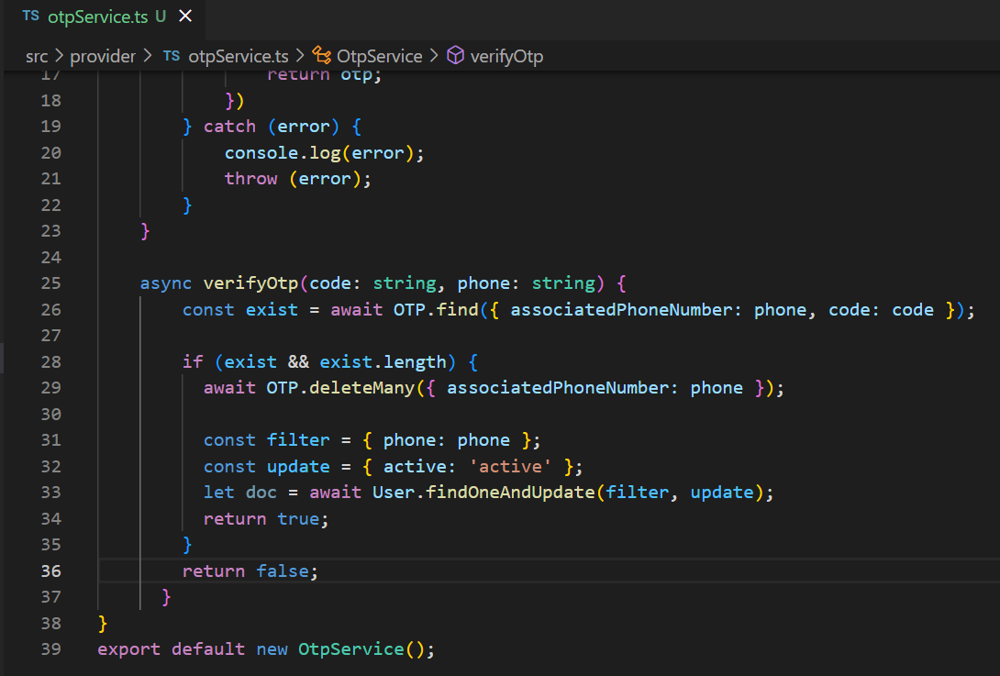 TS otpService.ts U ×
src > provider > TS otpService.ts > OtpService > verifyOtp
17 return otp;
18 })
19 } catch (error) {
20 console.log(error);
21 throw (error);
22 }
23 }
24
25 async verifyOtp(code: string, phone: string) {
26 const exist = await OTP.find({ associatedPhoneNumber: phone, code: code });
27
28 if (exist && exist.length) {
29 await OTP.deleteMany({ associatedPhoneNumber: phone });
30
31 const filter = { phone: phone };
32 const update = { active: 'active' };
33 let doc = await User.findOneAndUpdate(filter, update);
34 return true;
35 }
36 return false;
37 }
38 }
39 export default new OtpService();